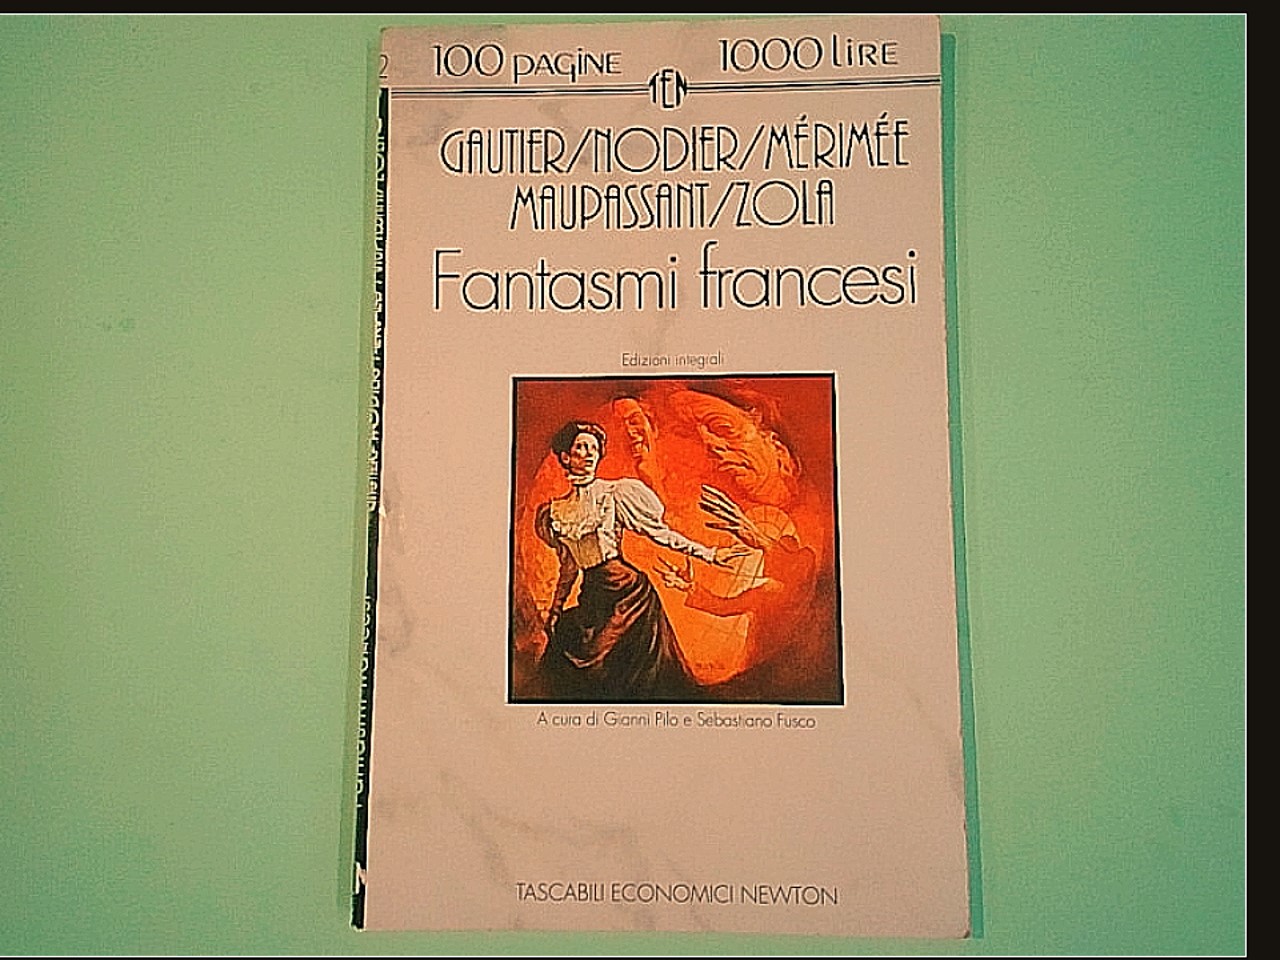 100 PAGINE 1000 LIRE
TEN
GAUTIER/NODIER/MÉRIMÉE
MAUPASSANT/ZOLA
Fantasmi francesi
Edizioni integrali
A cura di Gianni Pilo e Sebastiano Fusco
TASCABILI ECONOMICI NEWTON